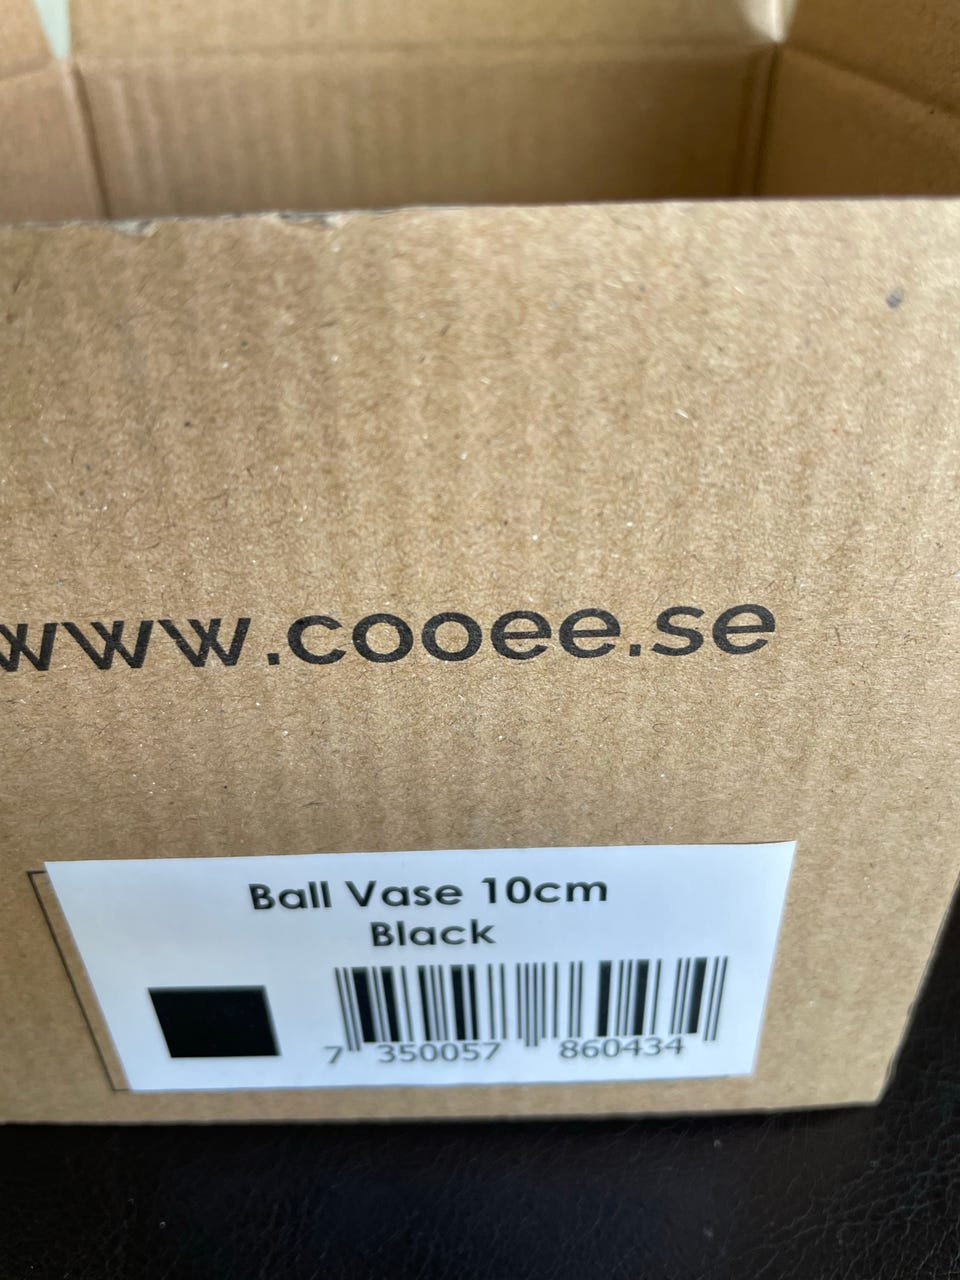 www.cooee.se
Ball Vase 10cm
Black
7 350057 860434